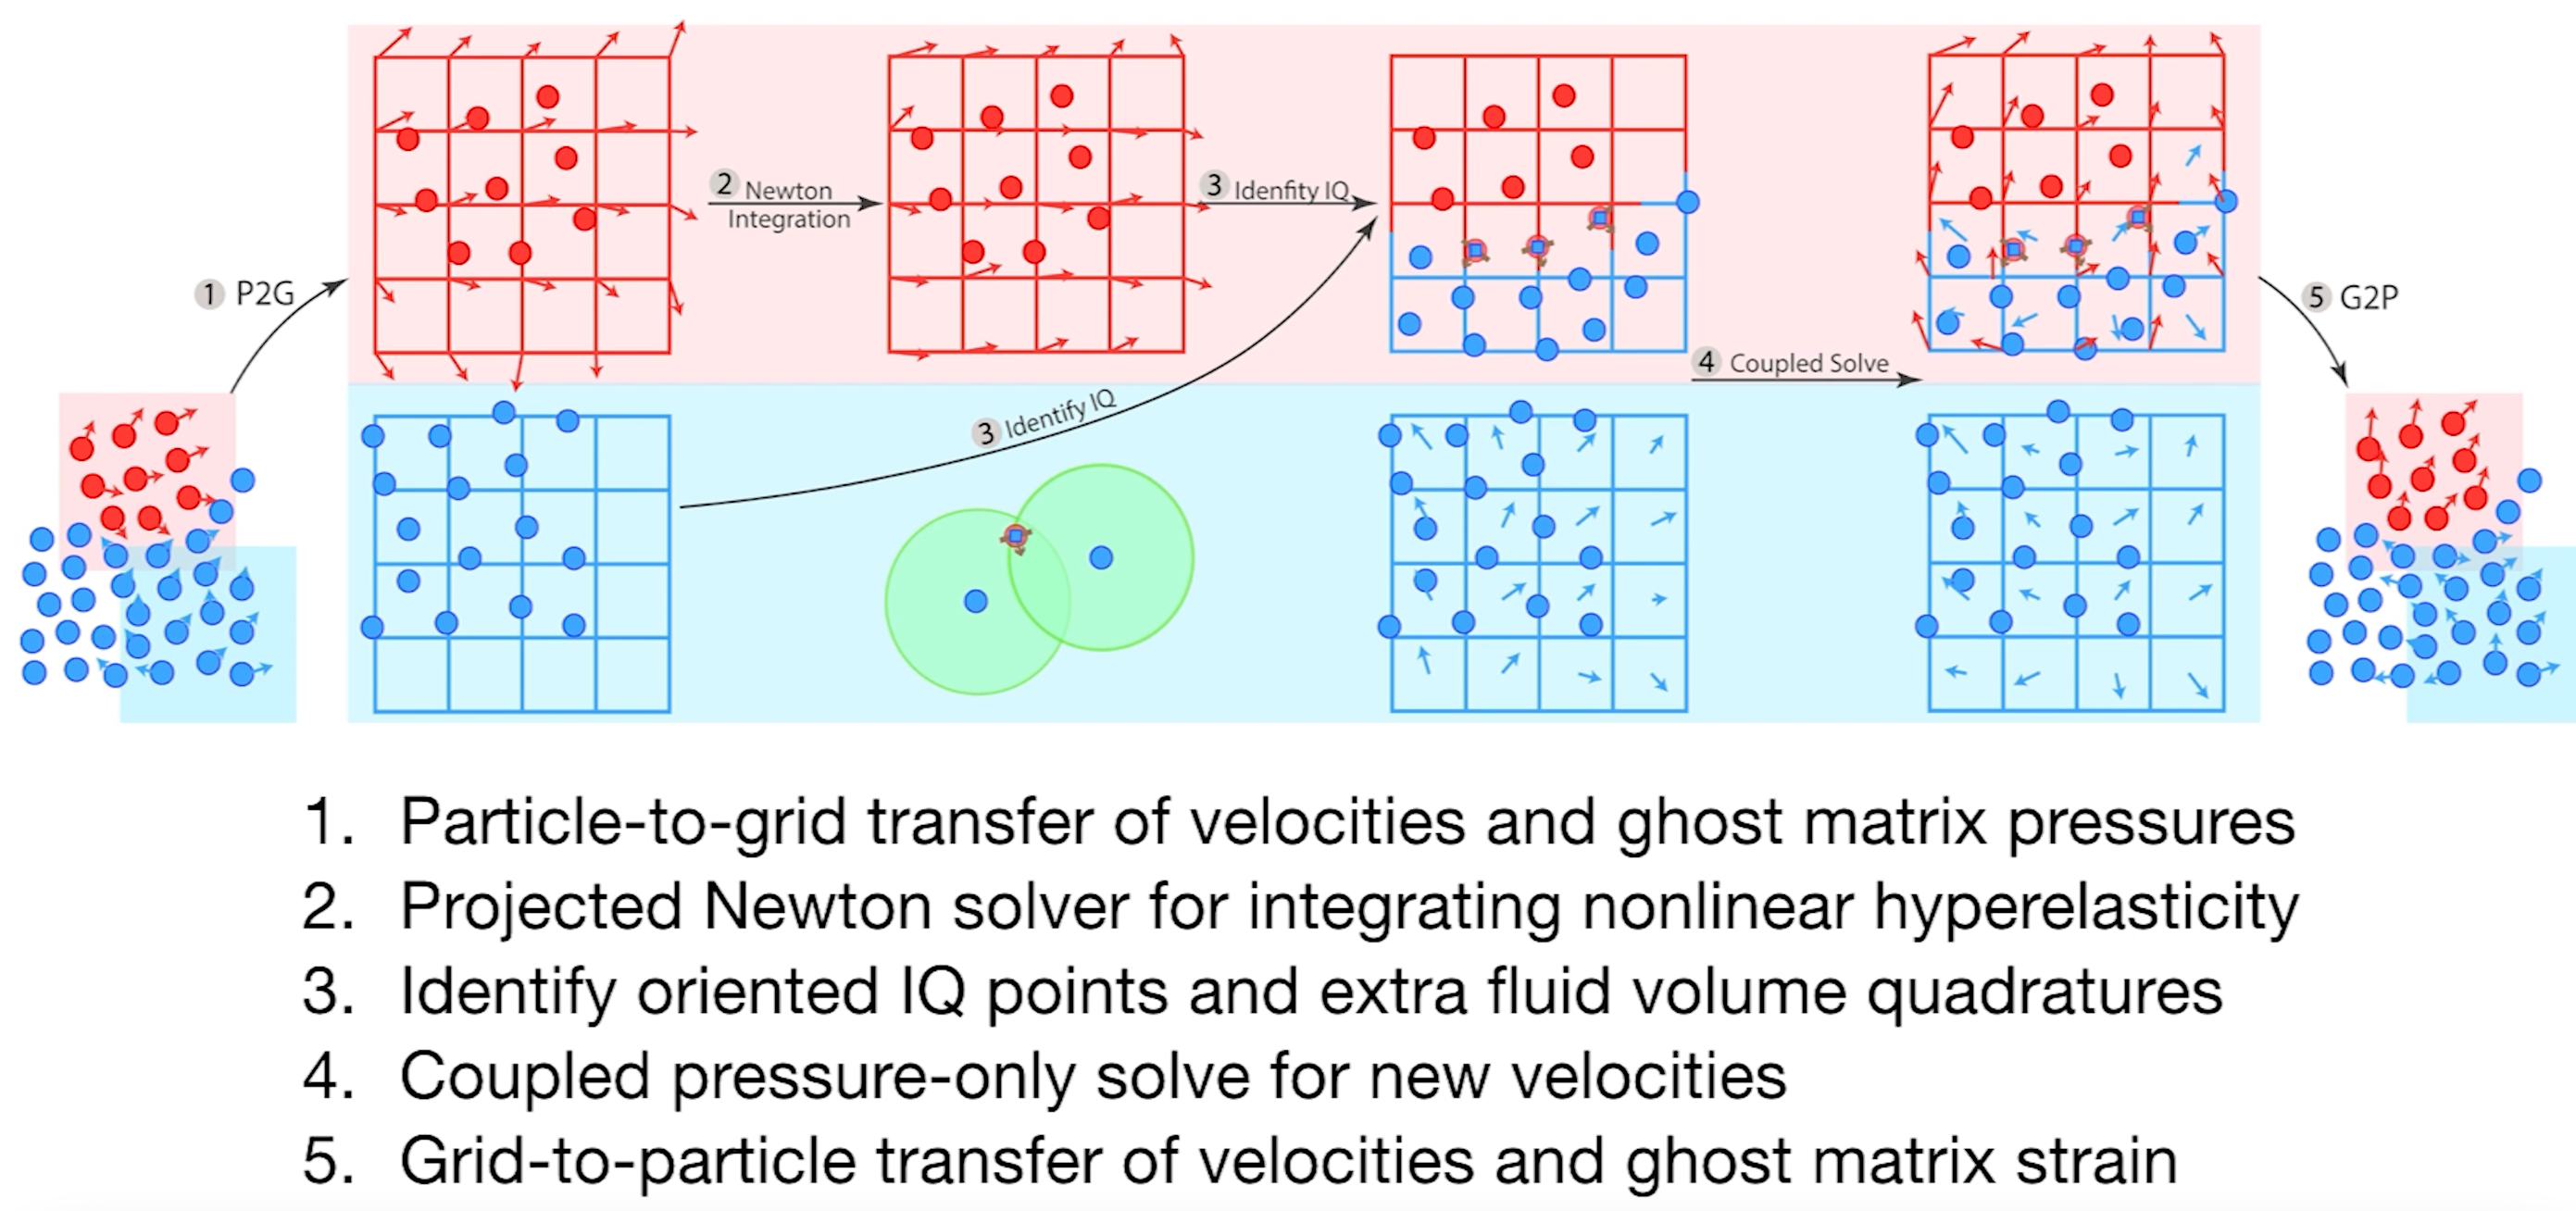 1 P2G
2 Newton
Integration
3 Idenfity IQ
3 Identify IQ
4 Coupled Solve
5 G2P
1. Particle-to-grid transfer of velocities and ghost matrix pressures
2. Projected Newton solver for integrating nonlinear hyperelasticity
3. Identify oriented IQ points and extra fluid volume quadratures
4. Coupled pressure-only solve for new velocities
5. Grid-to-particle transfer of velocities and ghost matrix strain